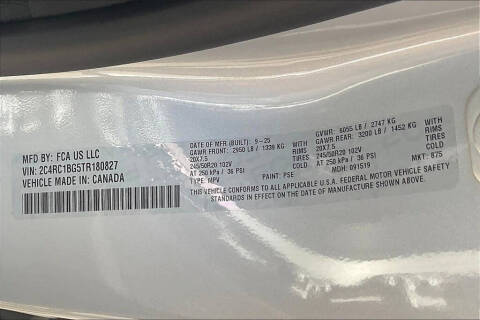 MFD BY: FCA US LLC
VIN: 2C4RC1BG5TR180827
VEHICLE MADE IN: CANADA
DATE OF MFR (BUILT): 9-25 GVWR: 6055 LB / 2747 KG
GAWR FRONT: 2950 LB / 1338 KG WITH GAWR REAR: 3200 LB / 1452 KG WITH
20X7.5 RIMS 20X7.5 RIMS
245/50R20 102V TIRES 245/50R20 102V TIRES
AT 250 kPa / 36 PSI COLD AT 250 kPa / 36 PSI COLD
TYPE: MPV PAINT: PSE MDH: 091519 MKT: 875
THIS VEHICLE CONFORMS TO ALL APPLICABLE U.S.A. FEDERAL MOTOR VEHICLE SAFETY
STANDARDS IN EFFECT ON THE DATE OF MANUFACTURE SHOWN ABOVE.